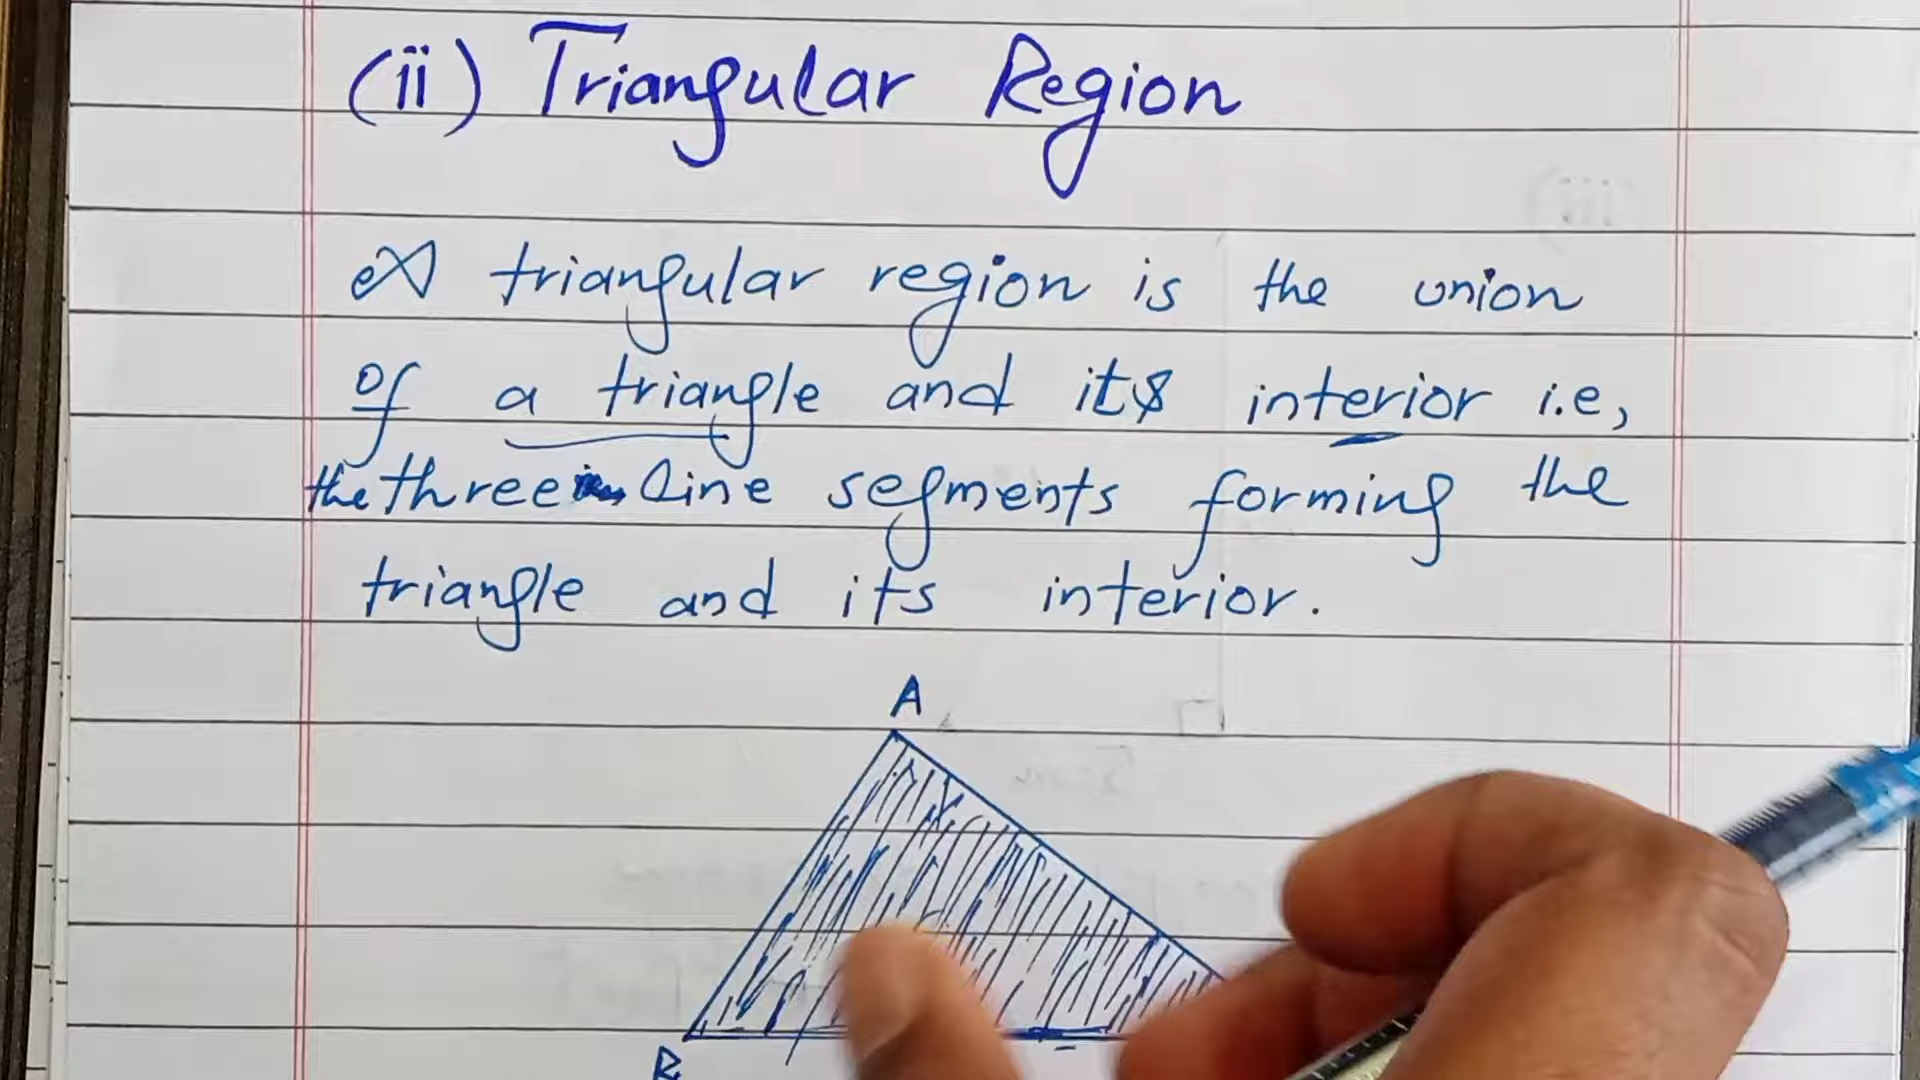 (ii) Triangular Region
A triangular region is the union
of a triangle and its interior i.e,
the three line segments forming the
triangle and its interior.
A
B